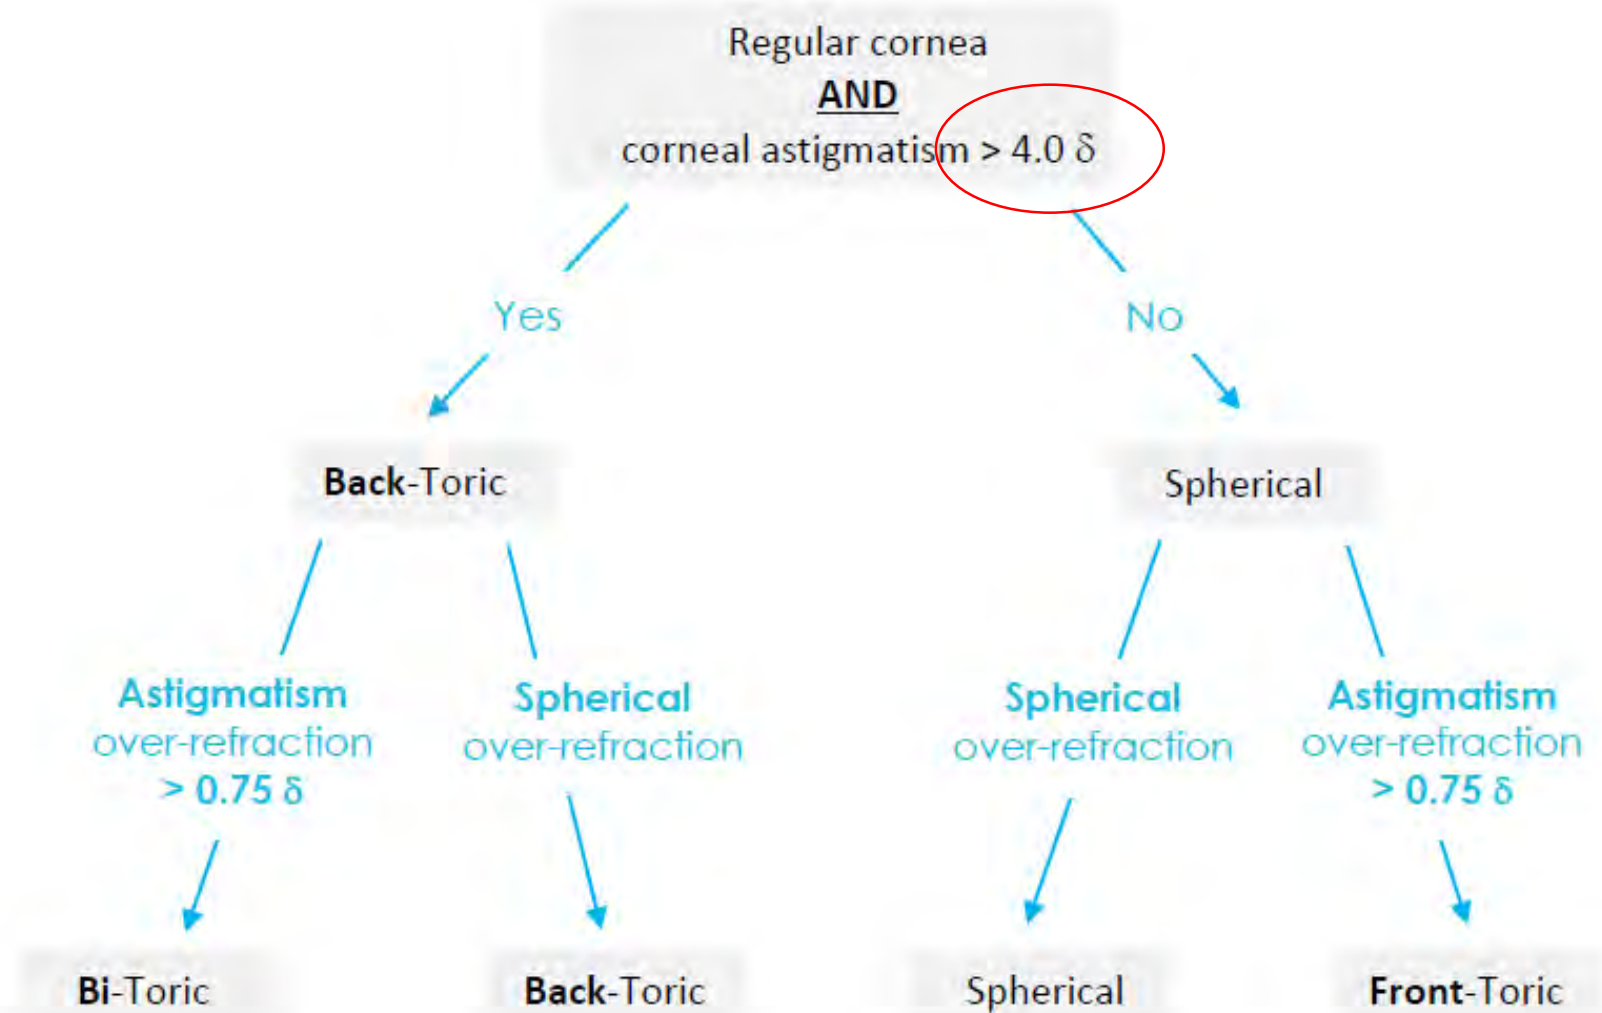 Regular cornea
AND
corneal astigmatism > 4.0 δ
Yes
No
Back-Toric
Spherical
Astigmatism
over-refraction
> 0.75 δ
Spherical
over-refraction
Spherical
over-refraction
Astigmatism
over-refraction
> 0.75 δ
Bi-Toric
Back-Toric
Spherical
Front-Toric